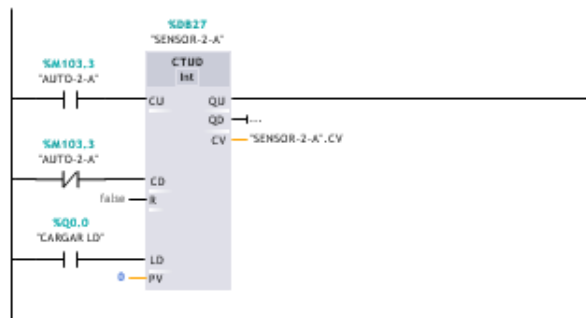 %DB27
"SENSOR-2-A"
%M103.3
"AUTO-2-A"
CTUD
Int
CU
QU
QD
...
CV
"SENSOR-2-A".CV
%M103.3
"AUTO-2-A"
CD
false
R
%Q0.0
"CARGAR LD"
LD
0
PV